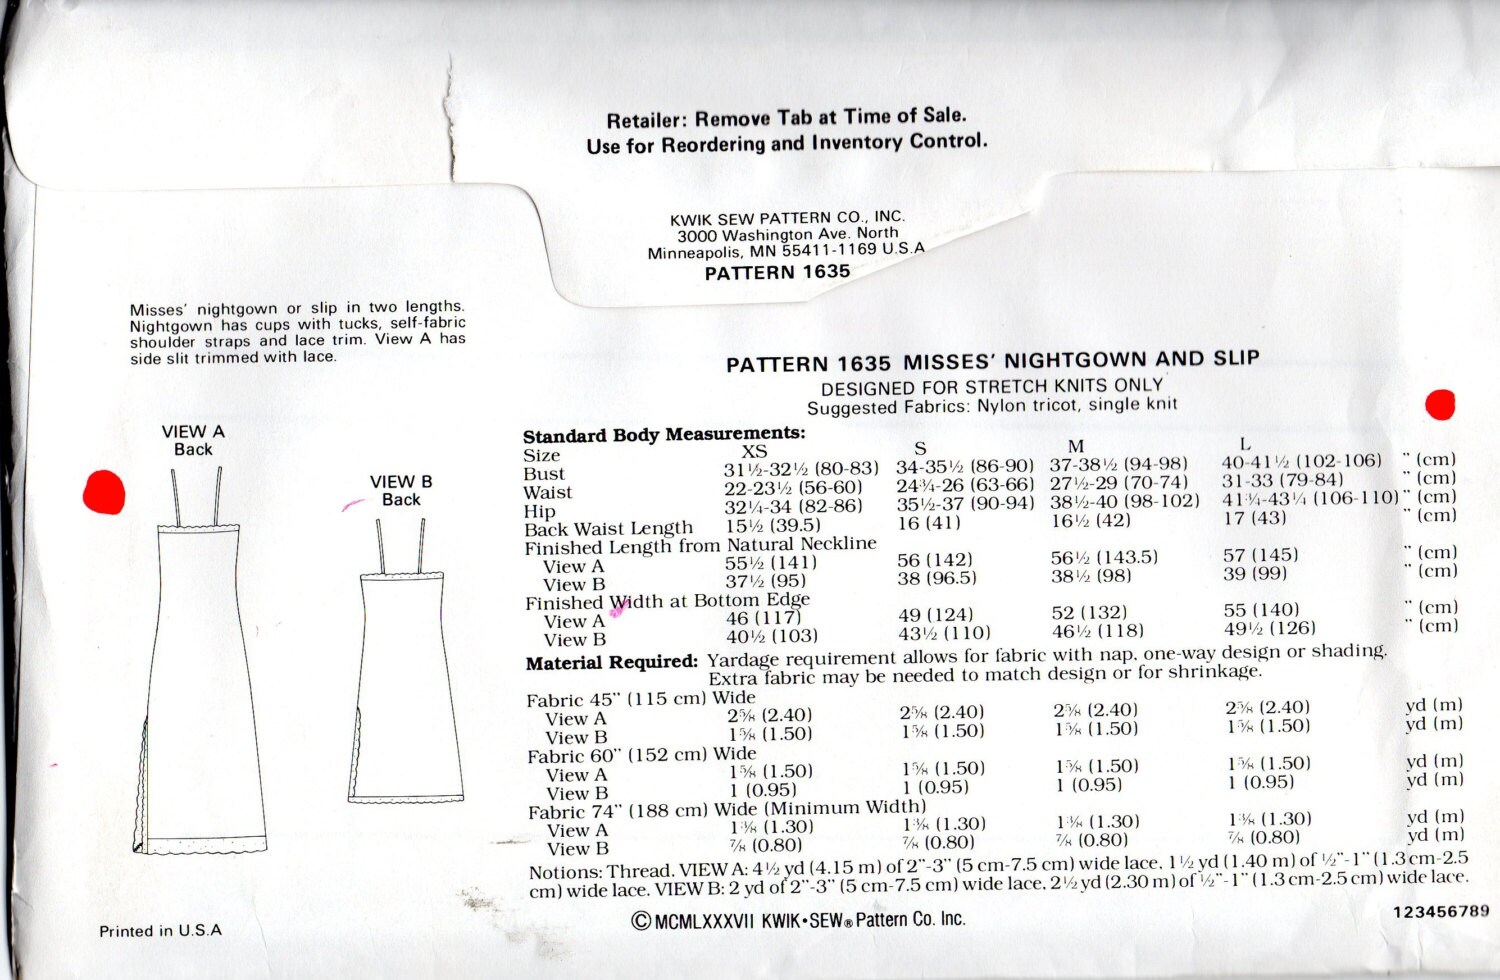 Retailer: Remove Tab at Time of Sale.
Use for Reordering and Inventory Control.
KWIK SEW PATTERN CO., INC.
3000 Washington Ave. North
Minneapolis, MN 55411-1169 U.S.A
PATTERN 1635
Misses' nightgown or slip in two lengths.
Nightgown has cups with tucks, self-fabric
shoulder straps and lace trim. View A has
side slit trimmed with lace.
VIEW A
Back
VIEW B
Back
PATTERN 1635 MISSES' NIGHTGOWN AND SLIP
DESIGNED FOR STRETCH KNITS ONLY
Suggested Fabrics: Nylon tricot, single knit
Standard Body Measurements:
Size XS S M L
Bust 31½-32½ (80-83) 34-35½ (86-90) 37-38½ (94-98) 40-41½ (102-106) " (cm)
Waist 22-23½ (56-60) 24¾-26 (63-66) 27½-29 (70-74) 31-33 (79-84) " (cm)
Hip 32¼-34 (82-86) 35½-37 (90-94) 38½-40 (98-102) 41¾-43¼ (106-110) " (cm)
Back Waist Length 15½ (39.5) 16 (41) 16½ (42) 17 (43) " (cm)
Finished Length from Natural Neckline
View A 55½ (141) 56 (142) 56½ (143.5) 57 (145) " (cm)
View B 37½ (95) 38 (96.5) 38½ (98) 39 (99) " (cm)
Finished Width at Bottom Edge
View A 46 (117) 49 (124) 52 (132) 55 (140) " (cm)
View B 40½ (103) 43½ (110) 46½ (118) 49½ (126) " (cm)
Material Required: Yardage requirement allows for fabric with nap, one-way design or shading.
Extra fabric may be needed to match design or for shrinkage.
Fabric 45" (115 cm) Wide
View A 2⅝ (2.40) 2⅝ (2.40) 2⅝ (2.40) 2⅝ (2.40) yd (m)
View B 1⅝ (1.50) 1⅝ (1.50) 1⅝ (1.50) 1⅝ (1.50) yd (m)
Fabric 60" (152 cm) Wide
View A 1⅝ (1.50) 1⅝ (1.50) 1⅝ (1.50) 1⅝ (1.50) yd (m)
View B 1 (0.95) 1 (0.95) 1 (0.95) 1 (0.95) yd (m)
Fabric 74" (188 cm) Wide (Minimum Width)
View A 1⅜ (1.30) 1⅜ (1.30) 1⅜ (1.30) 1⅜ (1.30) yd (m)
View B ⅞ (0.80) ⅞ (0.80) ⅞ (0.80) ⅞ (0.80) yd (m)
Notions: Thread. VIEW A: 4½ yd (4.15 m) of 2"-3" (5 cm-7.5 cm) wide lace, 1½ yd (1.40 m) of ½"-1" (1.3 cm-2.5
cm) wide lace. VIEW B: 2 yd of 2"-3" (5 cm-7.5 cm) wide lace, 2½ yd (2.30 m) of ½"-1" (1.3 cm-2.5 cm) wide lace.
© MCMLXXXVII KWIK•SEW® Pattern Co. Inc.
123456789
Printed in U.S.A